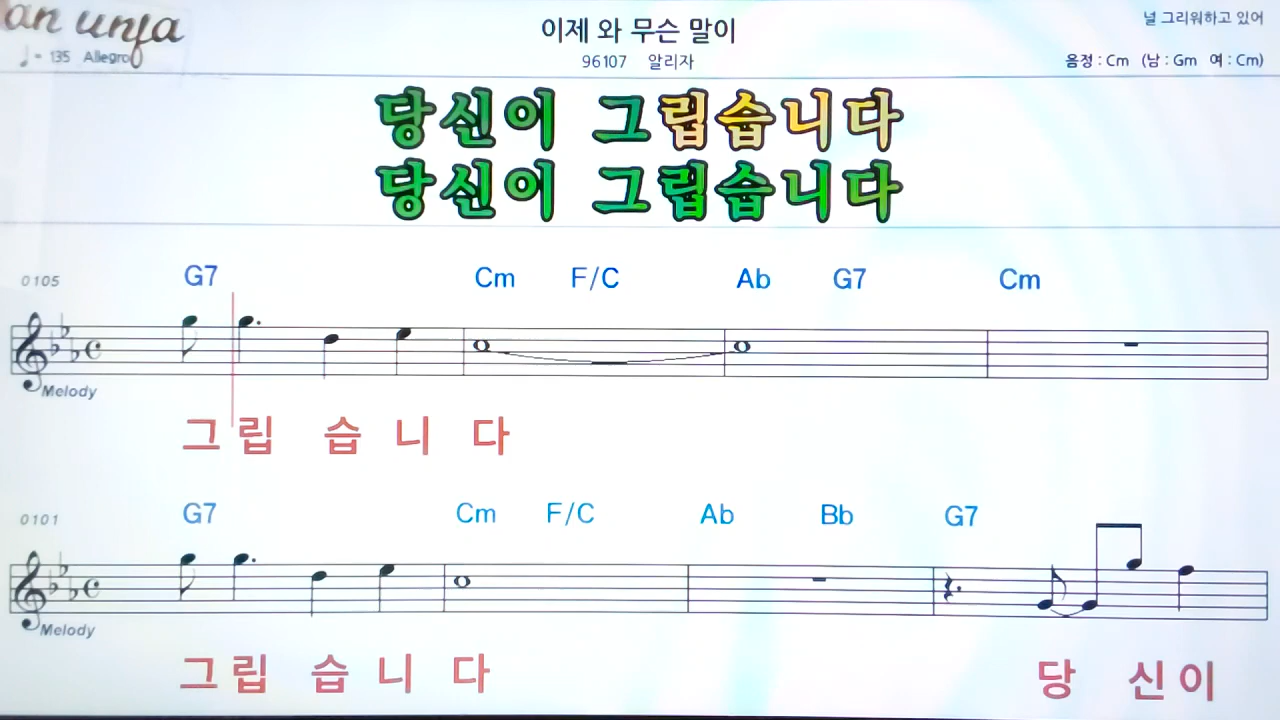 an unja
이제 와 무슨 말이
널 그리워하고 있어
♩= 135 Allegro
96107 알리자
음정 : Cm (남 : Gm 여 : Cm)
당신이 그립습니다
당신이 그립습니다
0105 G7 Cm F/C Ab G7 Cm
Melody
그립 습 니 다
0101 G7 Cm F/C Ab Bb G7
Melody
그립 습 니 다 당 신이